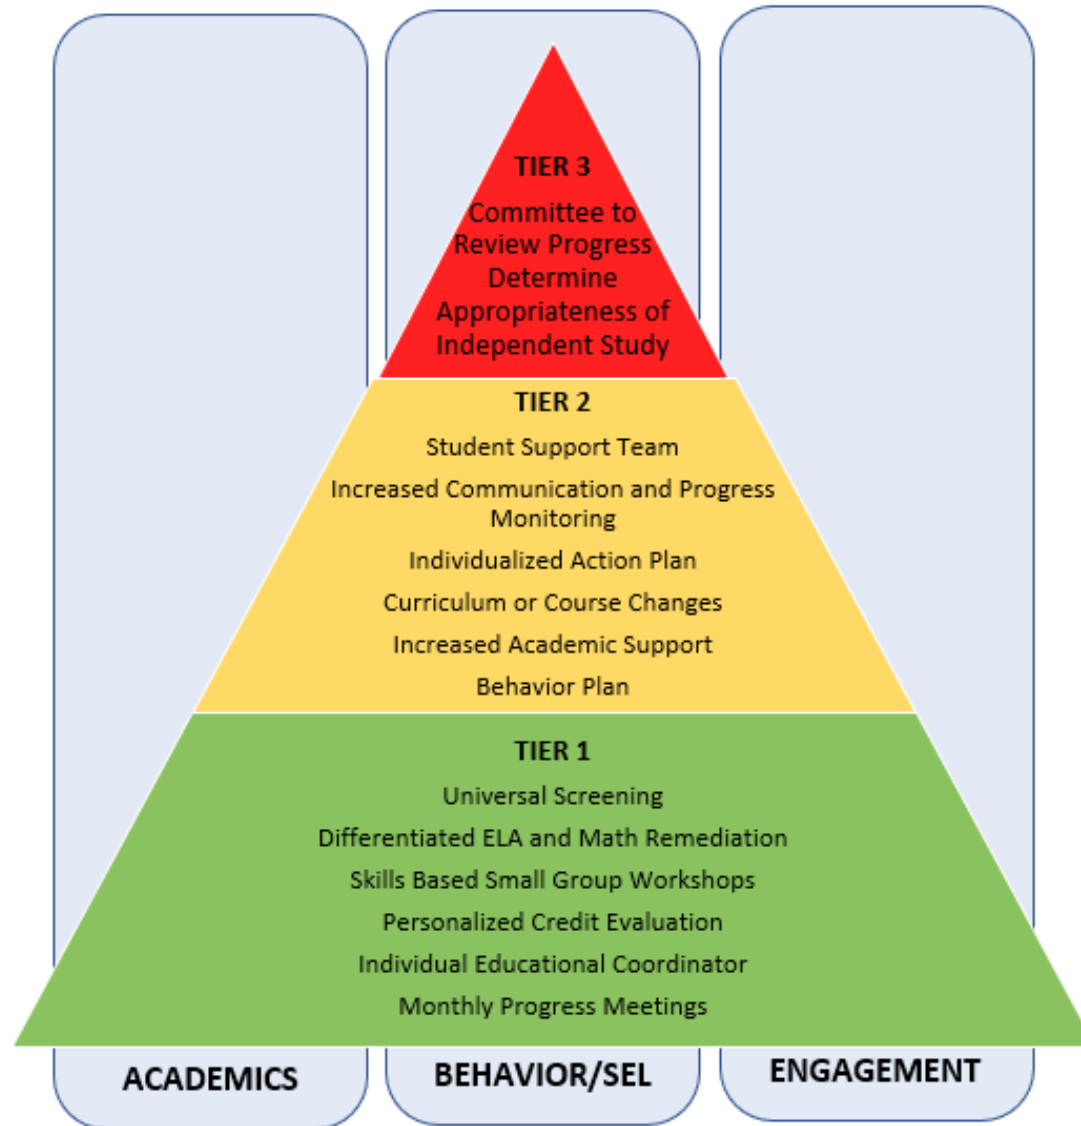 TIER 3
Committee to
Review Progress
Determine
Appropriateness of
Independent Study
TIER 2
Student Support Team
Increased Communication and Progress
Monitoring
Individualized Action Plan
Curriculum or Course Changes
Increased Academic Support
Behavior Plan
TIER 1
Universal Screening
Differentiated ELA and Math Remediation
Skills Based Small Group Workshops
Personalized Credit Evaluation
Individual Educational Coordinator
Monthly Progress Meetings
ACADEMICS
BEHAVIOR/SEL
ENGAGEMENT